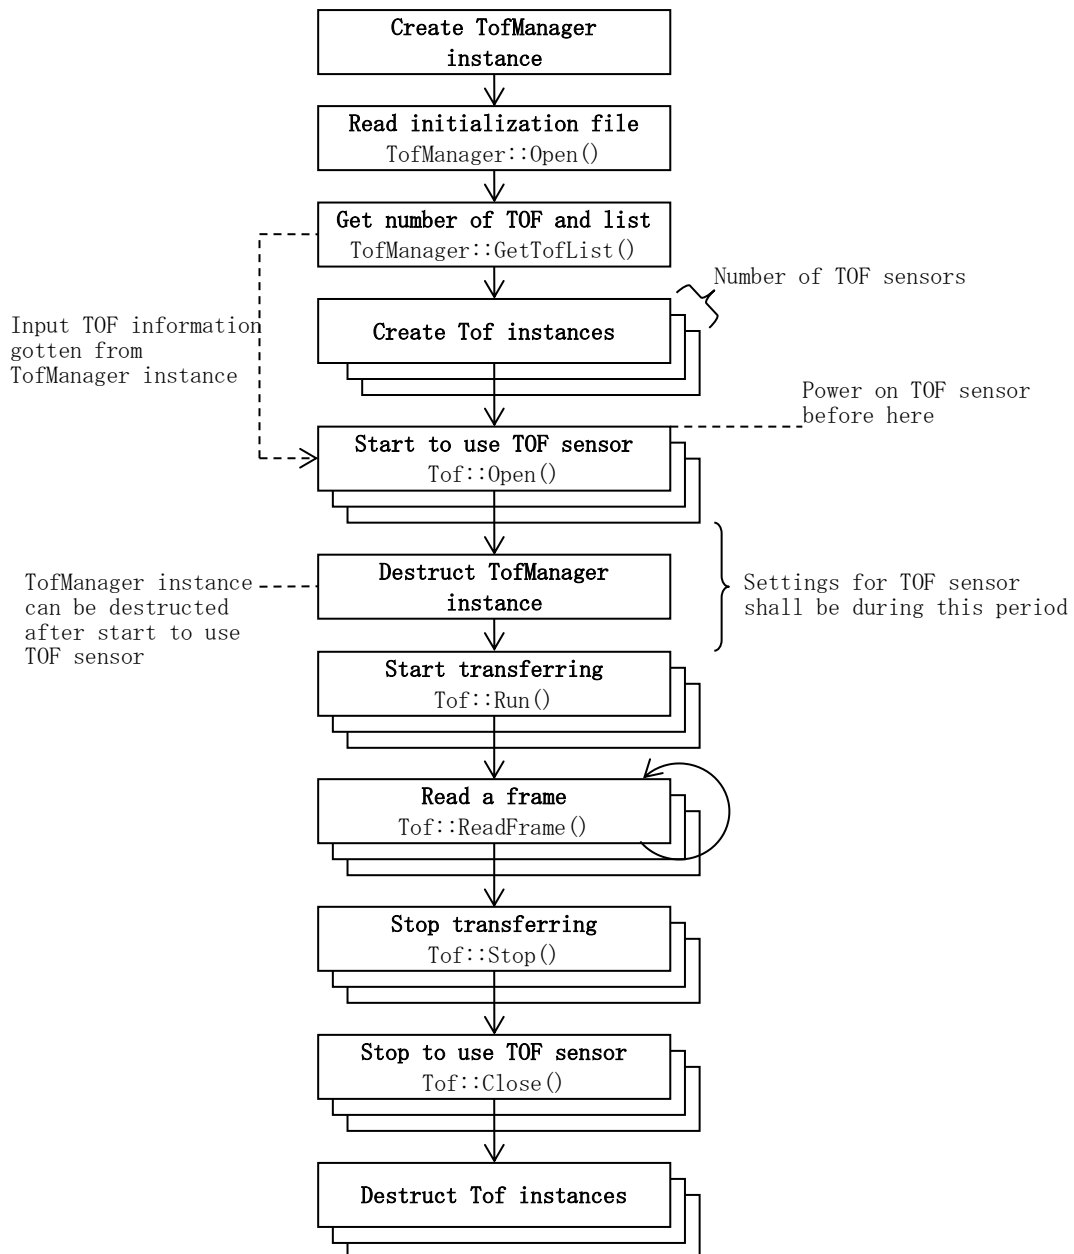 Create TofManager
instance
Read initialization file
TofManager::Open()
Get number of TOF and list
TofManager::GetTofList()
Number of TOF sensors
Create Tof instances
Input TOF information
gotten from
TofManager instance
Power on TOF sensor
before here
Start to use TOF sensor
Tof::Open()
Destruct TofManager
instance
TofManager instance
can be destructed
after start to use
TOF sensor
Settings for TOF sensor
shall be during this period
Start transferring
Tof::Run()
Read a frame
Tof::ReadFrame()
Stop transferring
Tof::Stop()
Stop to use TOF sensor
Tof::Close()
Destruct Tof instances